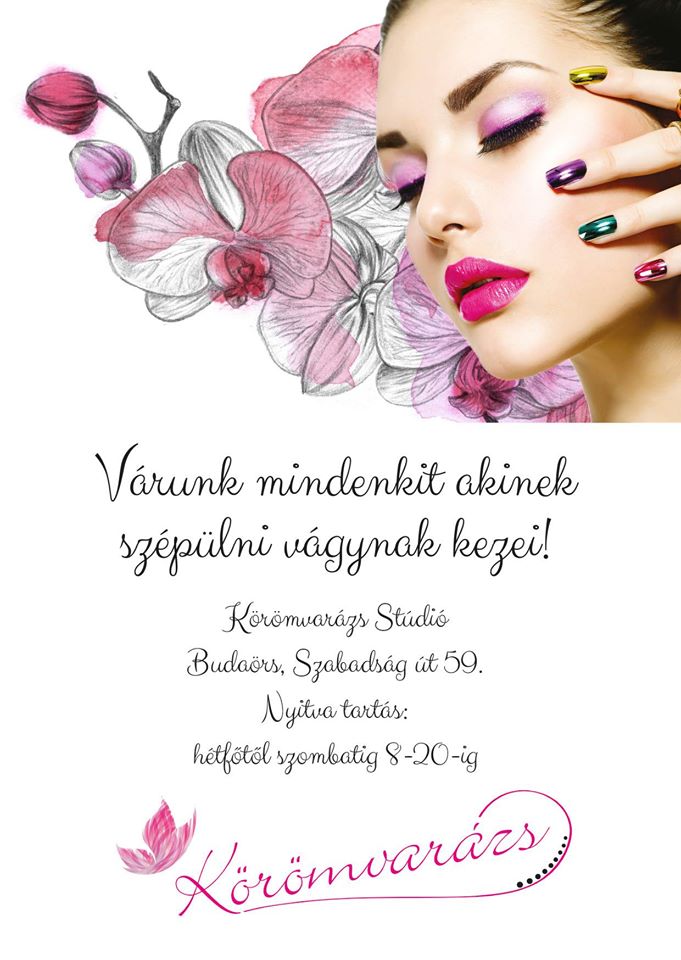 Várunk mindenkit akinek
szépülni vágynak kezei!
Körömvarázs Stúdió
Budaörs, Szabadság út 59.
Nyitva tartás:
hétfőtől szombatig 8-20-ig
Körömvarázs